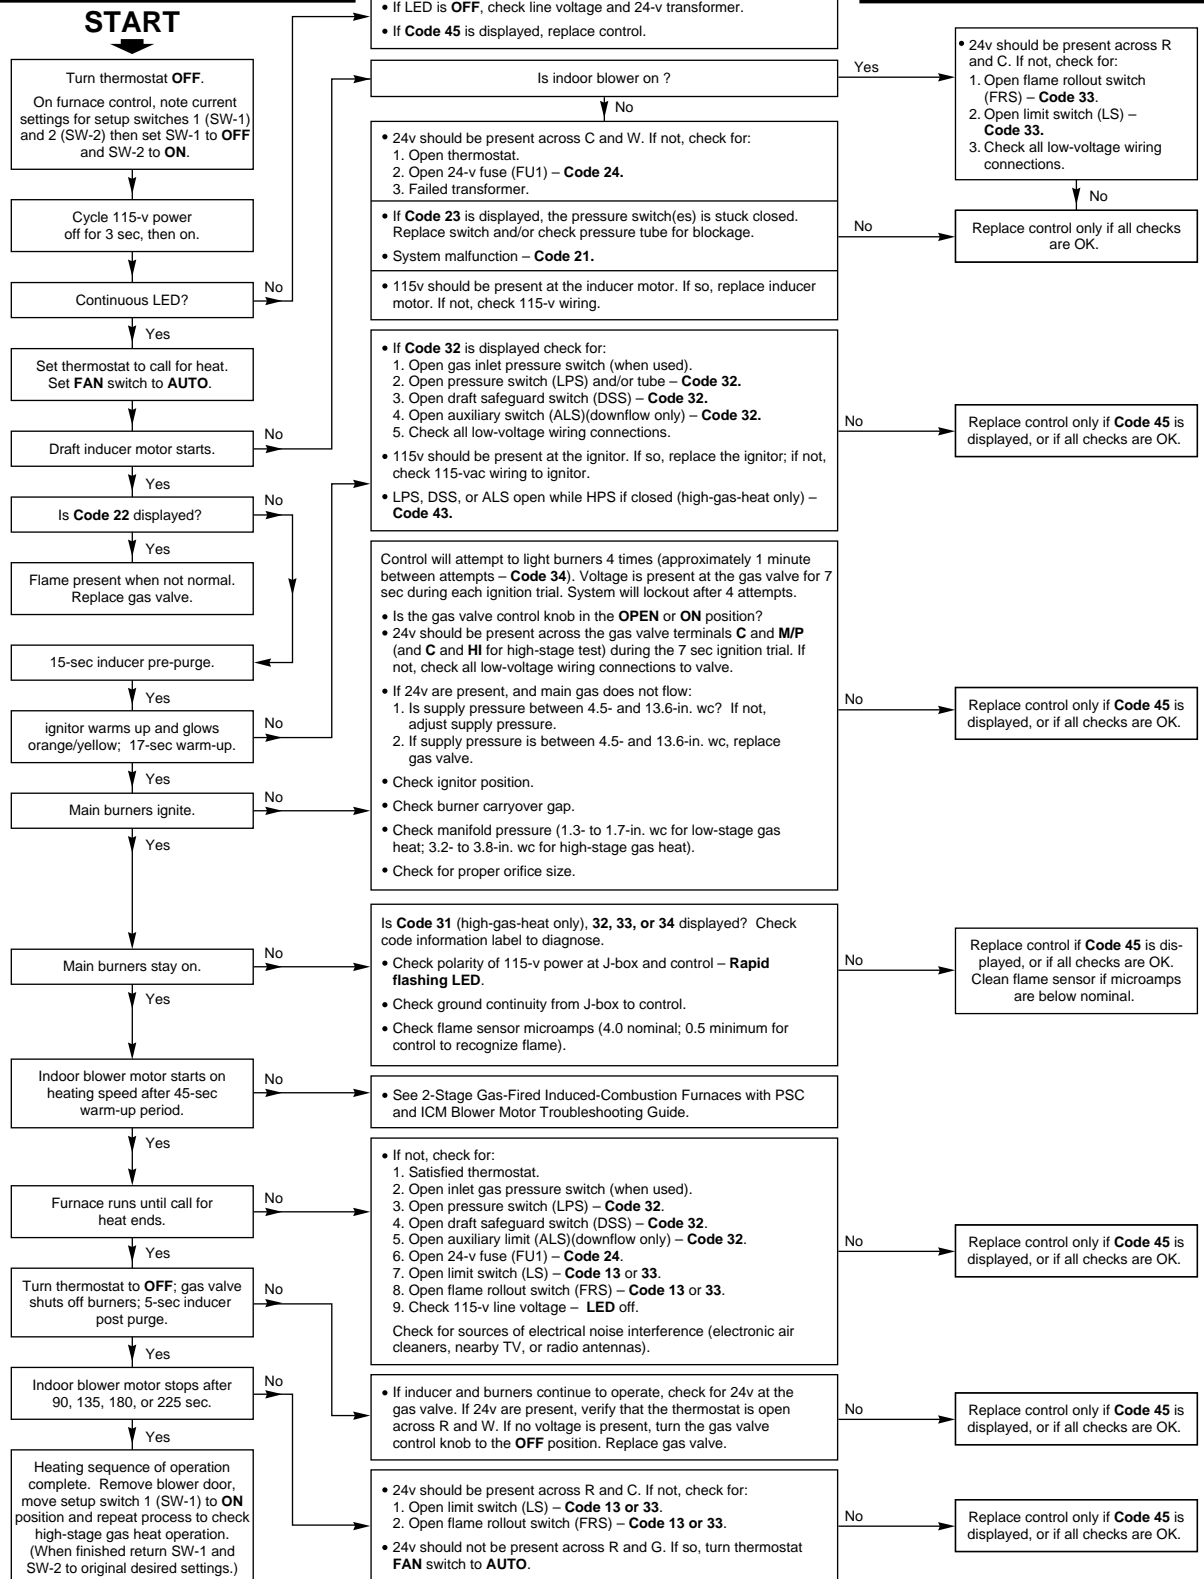 START
Turn thermostat OFF.
On furnace control, note current
settings for setup switches 1 (SW-1)
and 2 (SW-2) then set SW-1 to OFF
and SW-2 to ON.
Cycle 115-v power
off for 3 sec, then on.
Continuous LED?
No
Yes
Set thermostat to call for heat.
Set FAN switch to AUTO.
Draft inducer motor starts.
No
Yes
Is Code 22 displayed?
No
Yes
Flame present when not normal.
Replace gas valve.
15-sec inducer pre-purge.
Yes
ignitor warms up and glows
orange/yellow; 17-sec warm-up.
No
Yes
Main burners ignite.
No
Yes
Main burners stay on.
No
Yes
Indoor blower motor starts on
heating speed after 45-sec
warm-up period.
No
Yes
Furnace runs until call for
heat ends.
No
Yes
Turn thermostat to OFF; gas valve
shuts off burners; 5-sec inducer
post purge.
No
Yes
Indoor blower motor stops after
90, 135, 180, or 225 sec.
No
Yes
Heating sequence of operation
complete. Remove blower door,
move setup switch 1 (SW-1) to ON
position and repeat process to check
high-stage gas heat operation.
(When finished return SW-1 and
SW-2 to original desired settings.)
• If LED is OFF, check line voltage and 24-v transformer.
• If Code 45 is displayed, replace control.
Is indoor blower on ?
Yes
No
• 24v should be present across C and W. If not, check for:
1. Open thermostat.
2. Open 24-v fuse (FU1) – Code 24.
3. Failed transformer.
• If Code 23 is displayed, the pressure switch(es) is stuck closed.
Replace switch and/or check pressure tube for blockage.
• System malfunction – Code 21.
• 115v should be present at the inducer motor. If so, replace inducer
motor. If not, check 115-v wiring.
No
• 24v should be present across R
and C. If not, check for:
1. Open flame rollout switch
(FRS) – Code 33.
2. Open limit switch (LS) –
Code 33.
3. Check all low-voltage wiring
connections.
No
Replace control only if all checks
are OK.
• If Code 32 is displayed check for:
1. Open gas inlet pressure switch (when used).
2. Open pressure switch (LPS) and/or tube – Code 32.
3. Open draft safeguard switch (DSS) – Code 32.
4. Open auxiliary switch (ALS)(downflow only) – Code 32.
5. Check all low-voltage wiring connections.
• 115v should be present at the ignitor. If so, replace the ignitor; if not,
check 115-vac wiring to ignitor.
• LPS, DSS, or ALS open while HPS if closed (high-gas-heat only) –
Code 43.
No
Replace control only if Code 45 is
displayed, or if all checks are OK.
Control will attempt to light burners 4 times (approximately 1 minute
between attempts – Code 34). Voltage is present at the gas valve for 7
sec during each ignition trial. System will lockout after 4 attempts.
• Is the gas valve control knob in the OPEN or ON position?
• 24v should be present across the gas valve terminals C and M/P
(and C and HI for high-stage test) during the 7 sec ignition trial. If
not, check all low-voltage wiring connections to valve.
• If 24v are present, and main gas does not flow:
1. Is supply pressure between 4.5- and 13.6-in. wc? If not,
adjust supply pressure.
2. If supply pressure is between 4.5- and 13.6-in. wc, replace
gas valve.
• Check ignitor position.
• Check burner carryover gap.
• Check manifold pressure (1.3- to 1.7-in. wc for low-stage gas
heat; 3.2- to 3.8-in. wc for high-stage gas heat).
• Check for proper orifice size.
No
Replace control only if Code 45 is
displayed, or if all checks are OK.
Is Code 31 (high-gas-heat only), 32, 33, or 34 displayed? Check
code information label to diagnose.
• Check polarity of 115-v power at J-box and control – Rapid
flashing LED.
• Check ground continuity from J-box to control.
• Check flame sensor microamps (4.0 nominal; 0.5 minimum for
control to recognize flame).
No
Replace control if Code 45 is dis-
played, or if all checks are OK.
Clean flame sensor if microamps
are below nominal.
• See 2-Stage Gas-Fired Induced-Combustion Furnaces with PSC
and ICM Blower Motor Troubleshooting Guide.
• If not, check for:
1. Satisfied thermostat.
2. Open inlet gas pressure switch (when used).
3. Open pressure switch (LPS) – Code 32.
4. Open draft safeguard switch (DSS) – Code 32.
5. Open auxiliary limit (ALS)(downflow only) – Code 32.
6. Open 24-v fuse (FU1) – Code 24.
7. Open limit switch (LS) – Code 13 or 33.
8. Open flame rollout switch (FRS) – Code 13 or 33.
9. Check 115-v line voltage – LED off.
Check for sources of electrical noise interference (electronic air
cleaners, nearby TV, or radio antennas).
No
Replace control only if Code 45 is
displayed, or if all checks are OK.
• If inducer and burners continue to operate, check for 24v at the
gas valve. If 24v are present, verify that the thermostat is open
across R and W. If no voltage is present, turn the gas valve
control knob to the OFF position. Replace gas valve.
No
Replace control only if Code 45 is
displayed, or if all checks are OK.
• 24v should be present across R and C. If not, check for:
1. Open limit switch (LS) – Code 13 or 33.
2. Open flame rollout switch (FRS) – Code 13 or 33.
• 24v should not be present across R and G. If so, turn thermostat
FAN switch to AUTO.
No
Replace control only if Code 45 is
displayed, or if all checks are OK.